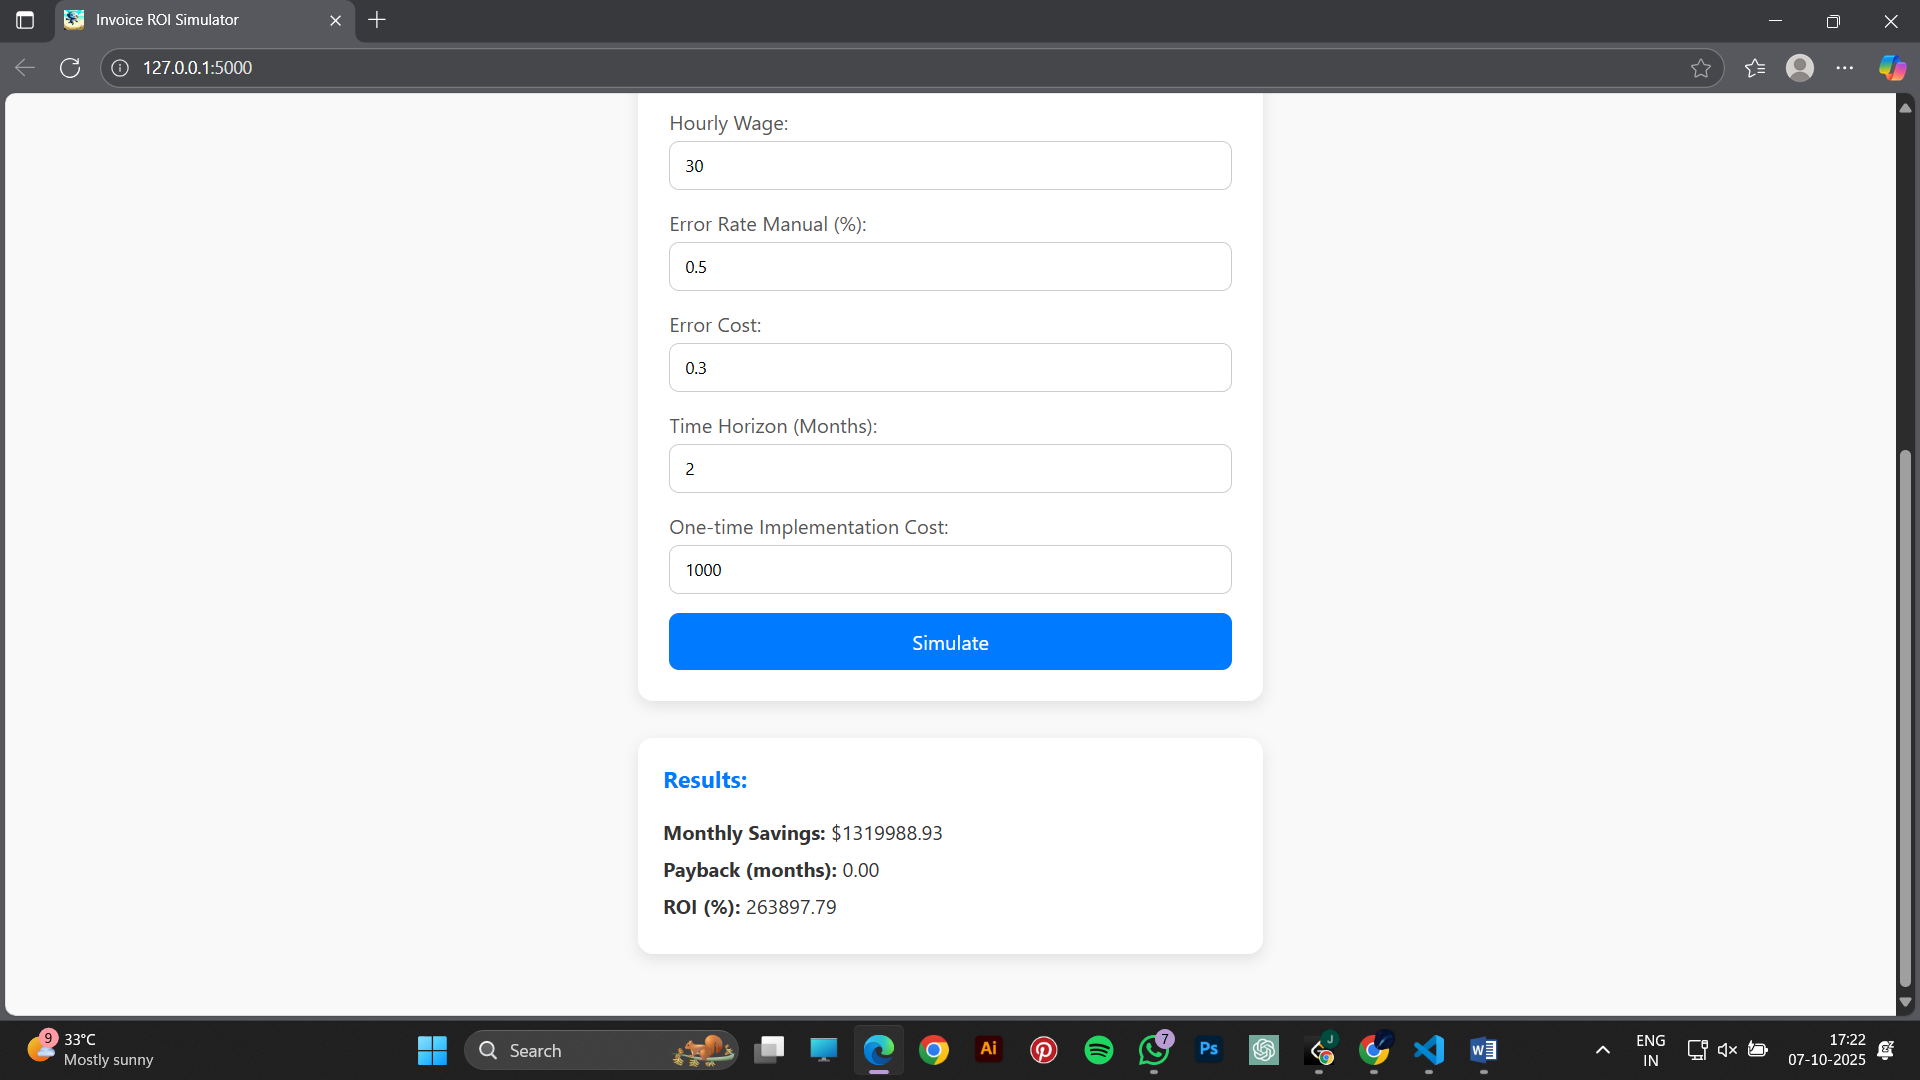 Invoice ROI Simulator
127.0.0.1:5000
Hourly Wage:
30
Error Rate Manual (%):
0.5
Error Cost:
0.3
Time Horizon (Months):
2
One-time Implementation Cost:
1000
Simulate
Results:
Monthly Savings: $1319988.93
Payback (months): 0.00
ROI (%): 263897.79
9
33°C
Mostly sunny
Search
Ai
7
Ps
J
W
ENG
IN
17:22
07-10-2025